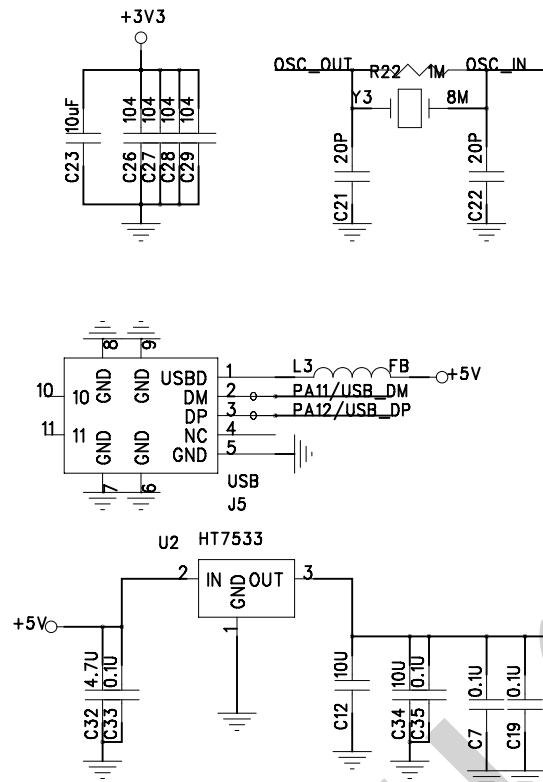 +3V3
10uF 104 104 104 104
C23 C26 C27 C28 C29
OSC_OUT R22 1M OSC_IN
Y3 8M
20P 20P
C21 C22
8 9
GND GND
USBD 1 L3 FB +5V
10 10 DM 2 PA11/USB_DM
DP 3 PA12/USB_DP
11 11 NC 4
GND GND GND 5
7 6
USB
J5
U2 HT7533
2 IN GND OUT 3
1
+5V
4.7U 0.1U 10U 10U 0.1U 0.1U 0.1U
C32 C33 C12 C34 C35 C7 C19